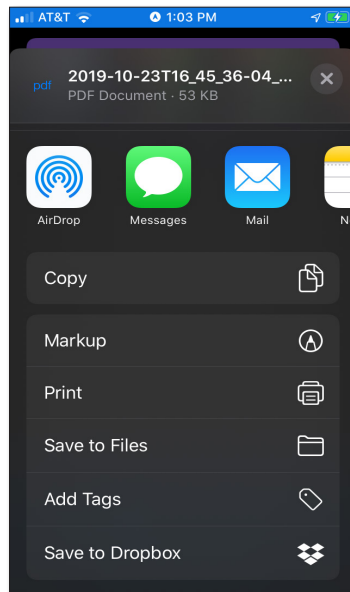 AT&T 1:03 PM
pdf
2019-10-23T16_45_36-04_...
PDF Document · 53 KB
AirDrop Messages Mail N
Copy
Markup
Print
Save to Files
Add Tags
Save to Dropbox